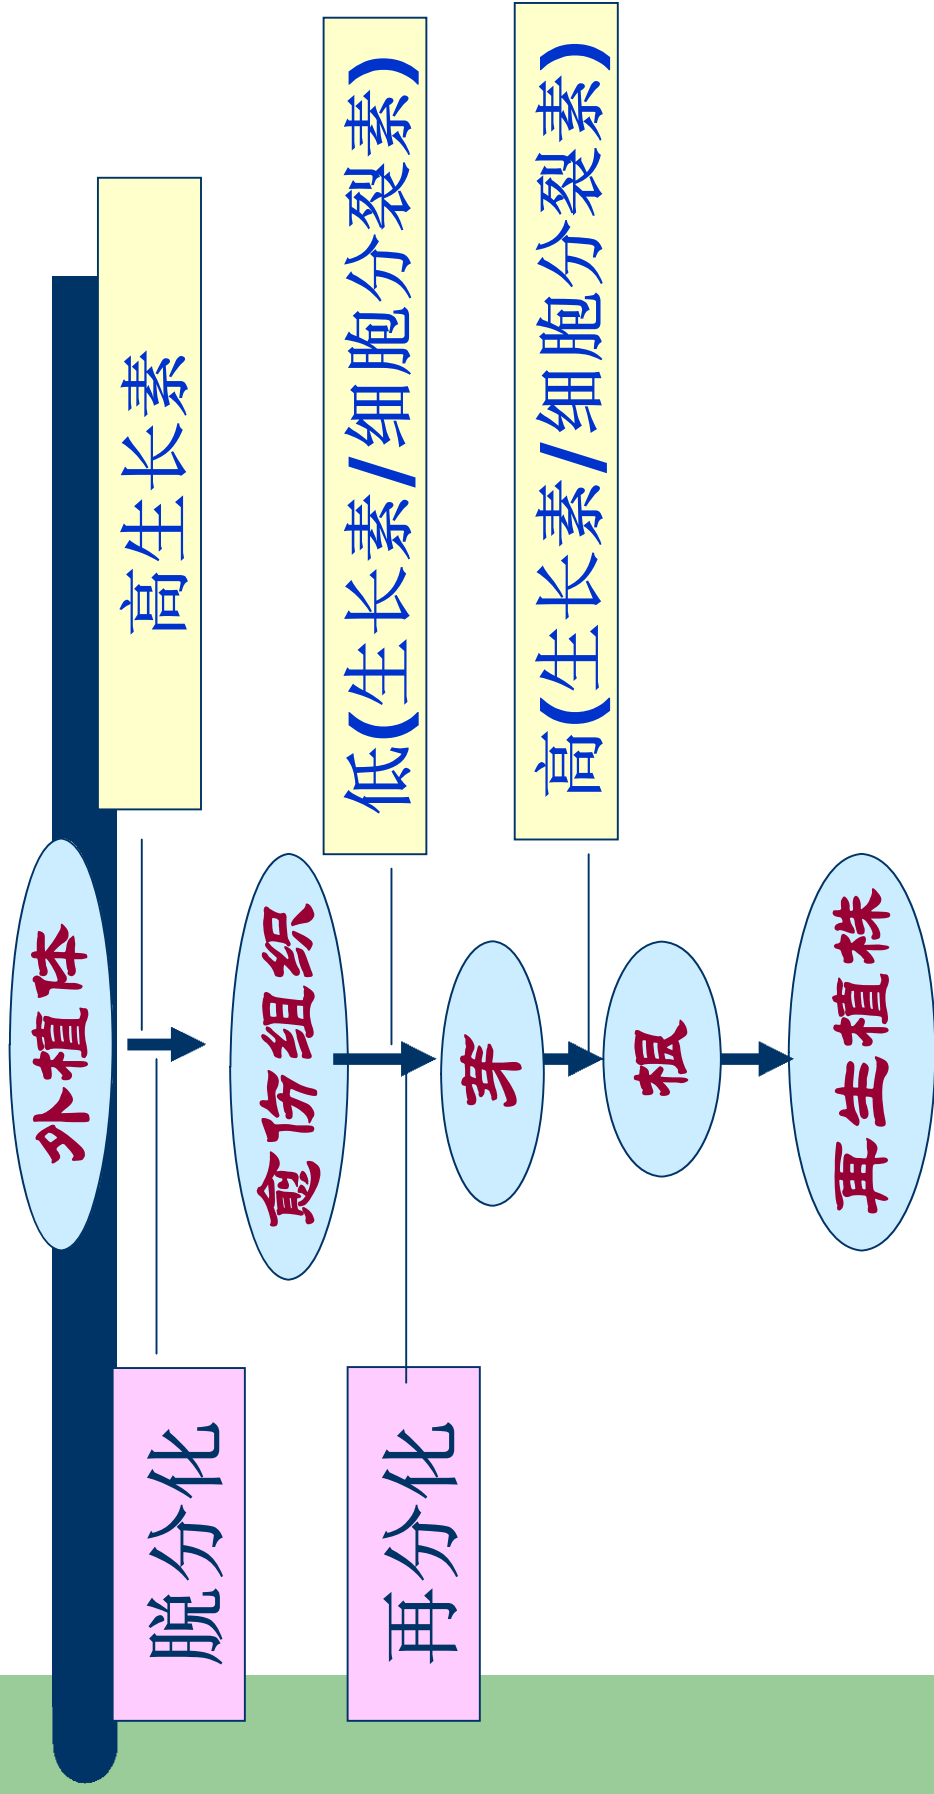 外植体
脱分化
高生长素
愈伤组织
再分化
低(生长素/细胞分裂素)
芽
高(生长素/细胞分裂素)
根
再生植株